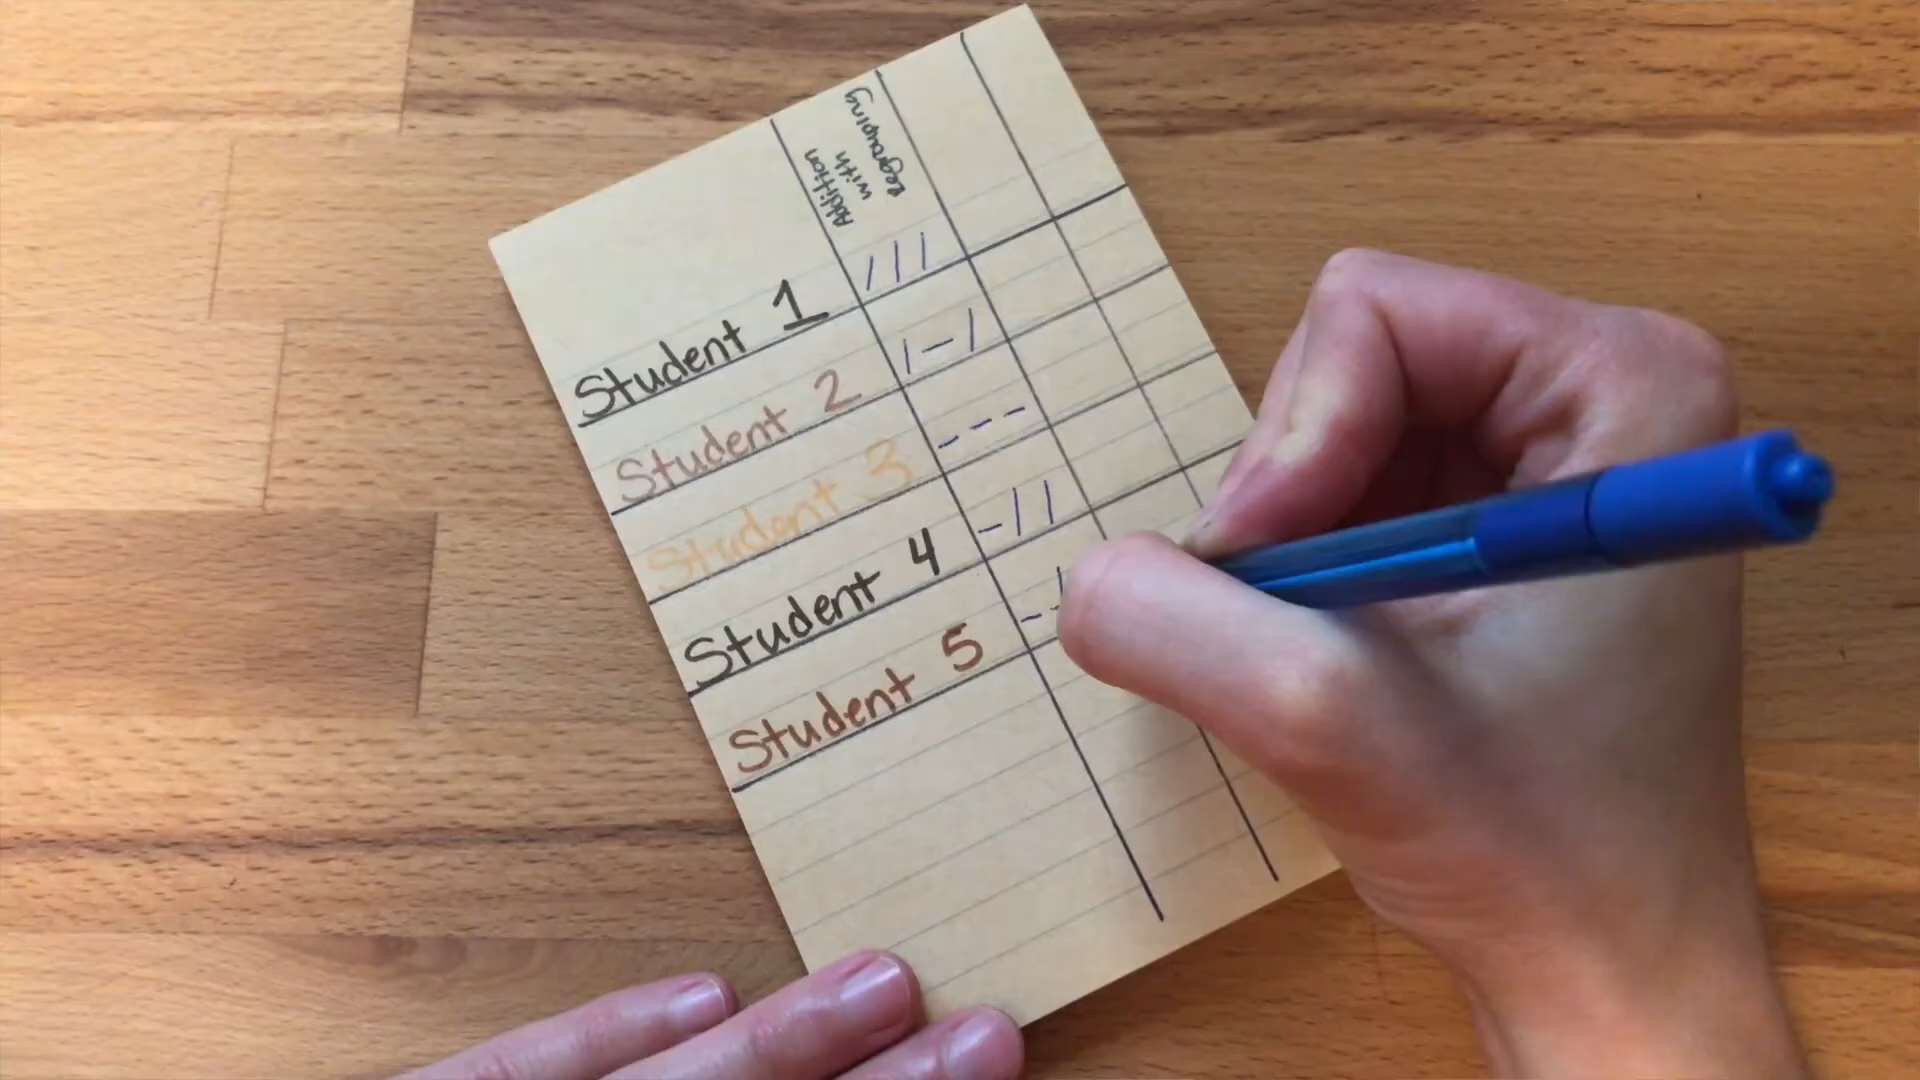 Addition
with
Regrouping
Student 1
Student 2
Student 3
Student 4
Student 5